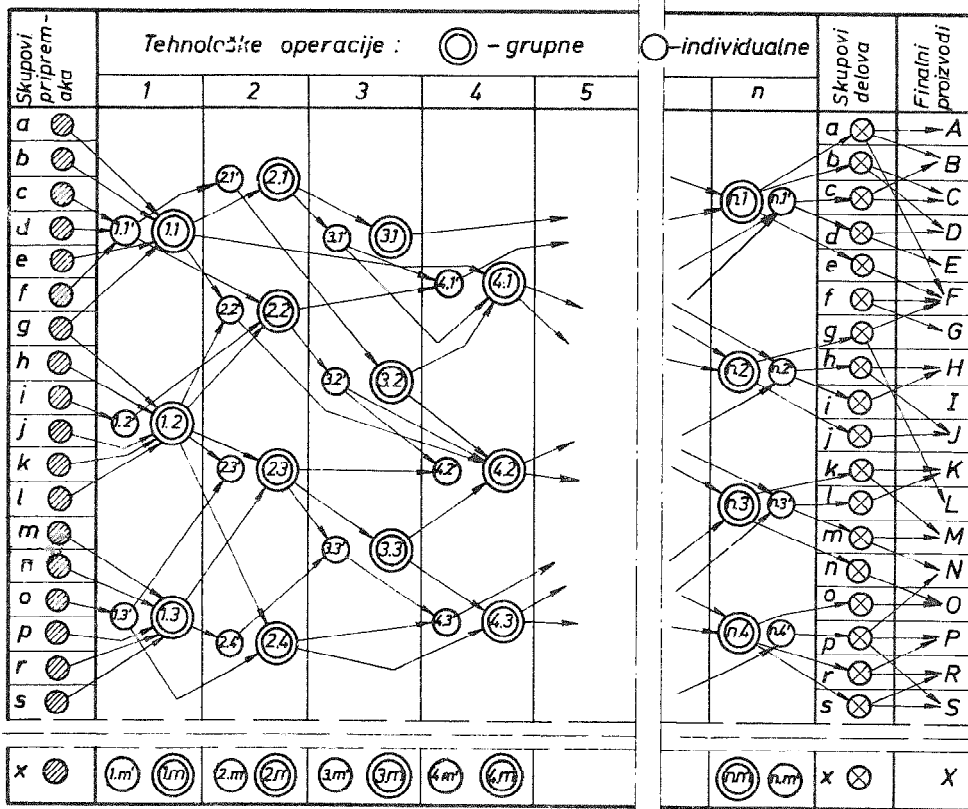 Skupovi priprem- aka
Tehnološke operacije : - grupne -individualne
Skupovi delova
Finalni proizvodi
1 2 3 4 5 n
a a A
b 2.1' 2.1 b B
c n.1 n.1' c C
d 1.1' 1.1 3.1' 3.1 d D
e e E
f 4.1' 4.1 f F
g 2.2' 2.2 g G
h n.2 n.2' h H
i 3.2' 3.2 i I
j 1.2' 1.2 j J
k 2.3' 2.3 4.2' 4.2 k K
l n.3 n.3' l L
m m M
n 3.3' 3.3 n N
o 1.3' 1.3 o O
p 2.4' 2.4 4.3' 4.3 n.4 n.4' p P
r r R
s s S
x 1.m' 1.m 2.m' 2.m 3.m' 3.m 4.m' 4.m n.m n.m' x X